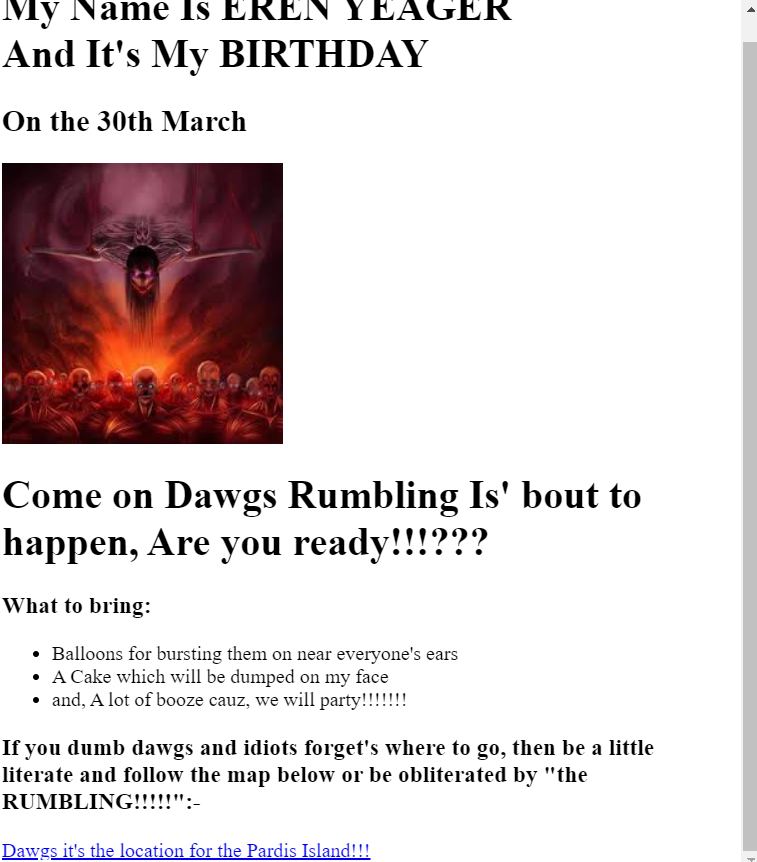 My Name Is EREN YEAGER
And It's My BIRTHDAY
On the 30th March
Come on Dawgs Rumbling Is' bout to
happen, Are you ready!!!???
What to bring:
• Balloons for bursting them on near everyone's ears
• A Cake which will be dumped on my face
• and, A lot of booze cauz, we will party!!!!!!!
If you dumb dawgs and idiots forget's where to go, then be a little
literate and follow the map below or be obliterated by "the
RUMBLING!!!!!":-
Dawgs it's the location for the Pardis Island!!!